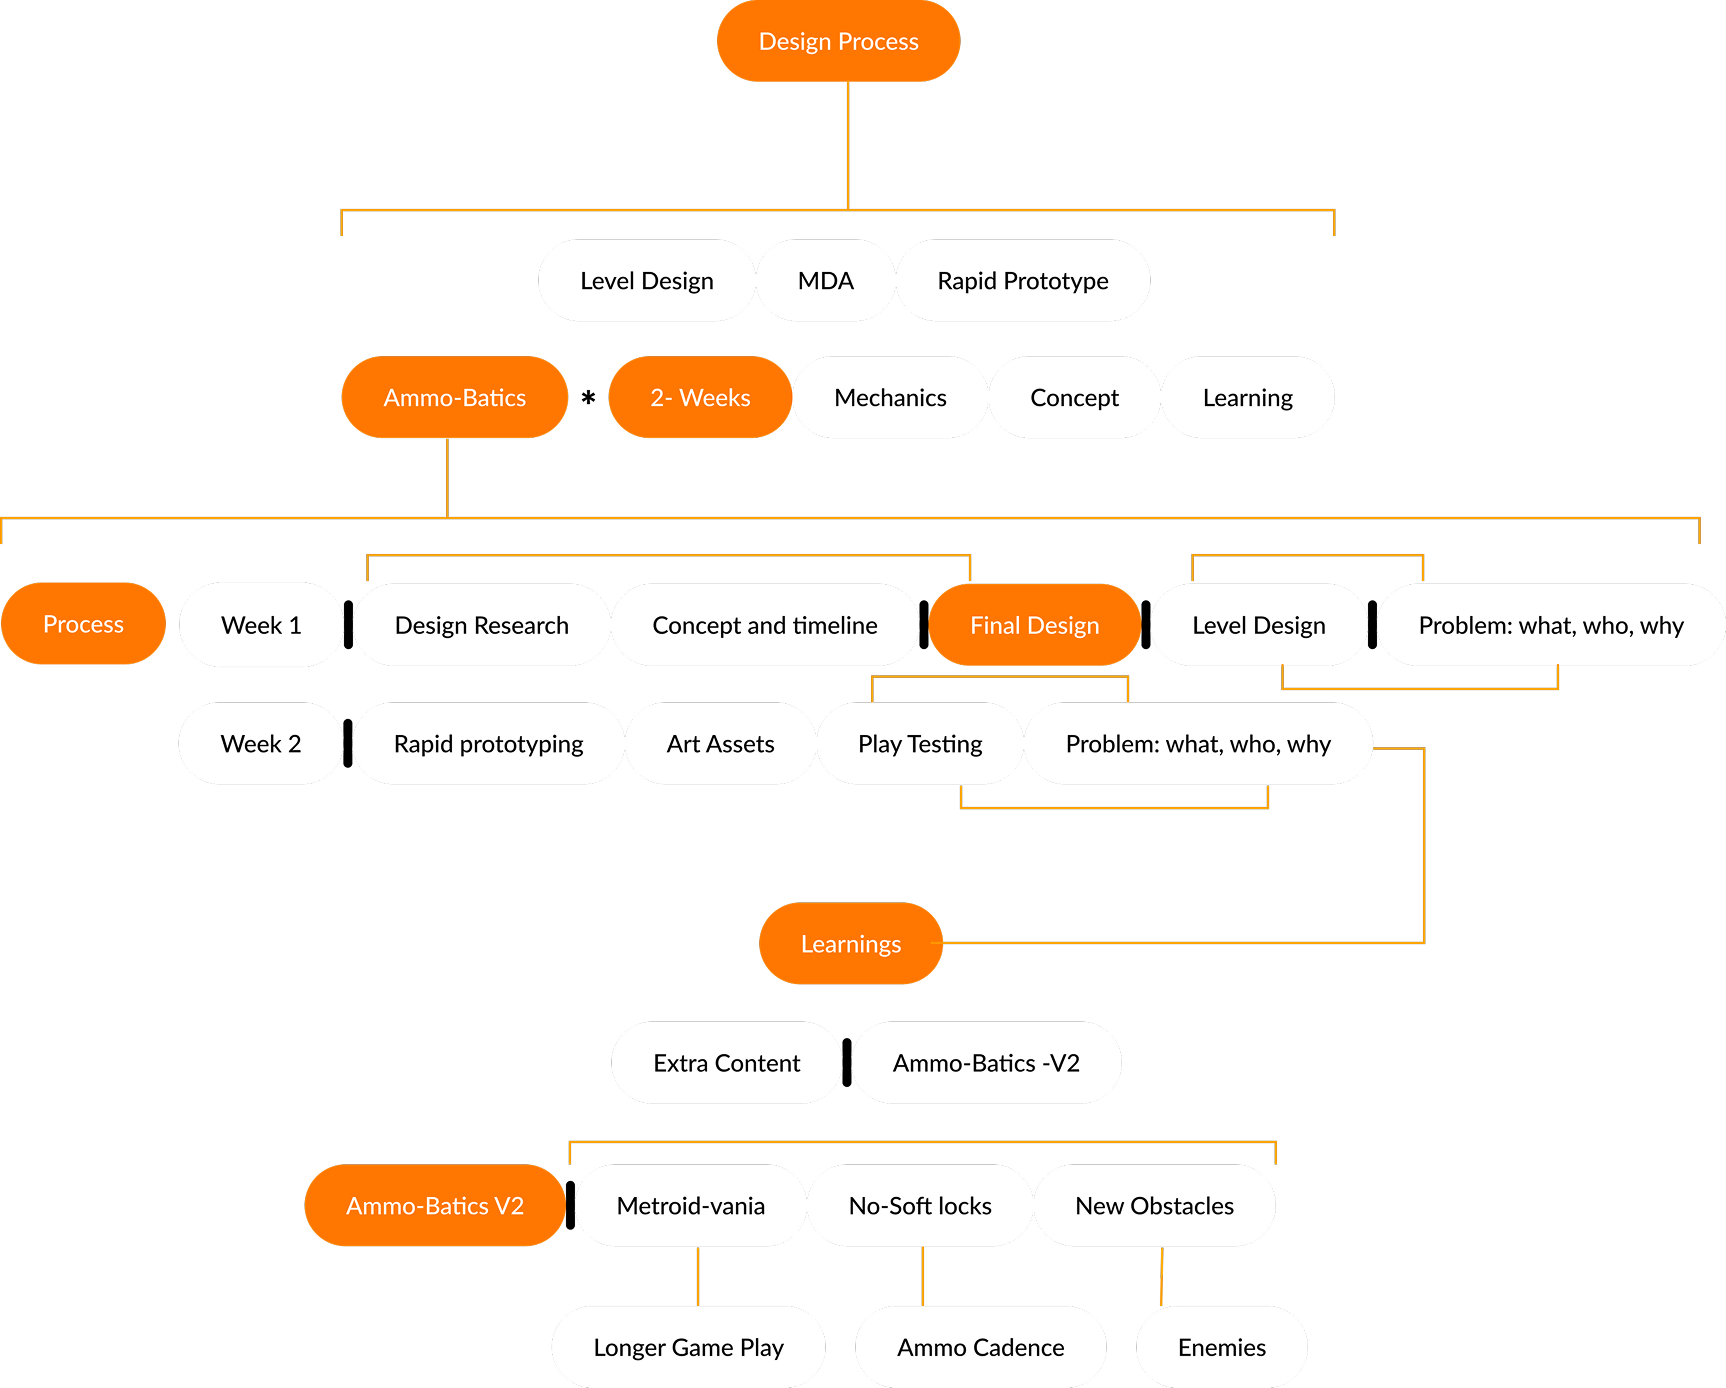 Design Process
Level Design MDA Rapid Prototype
Ammo-Batics * 2- Weeks Mechanics Concept Learning
Process Week 1 Design Research Concept and timeline Final Design Level Design Problem: what, who, why
Week 2 Rapid prototyping Art Assets Play Testing Problem: what, who, why
Learnings
Extra Content Ammo-Batics -V2
Ammo-Batics V2 Metroid-vania No-Soft locks New Obstacles
Longer Game Play Ammo Cadence Enemies